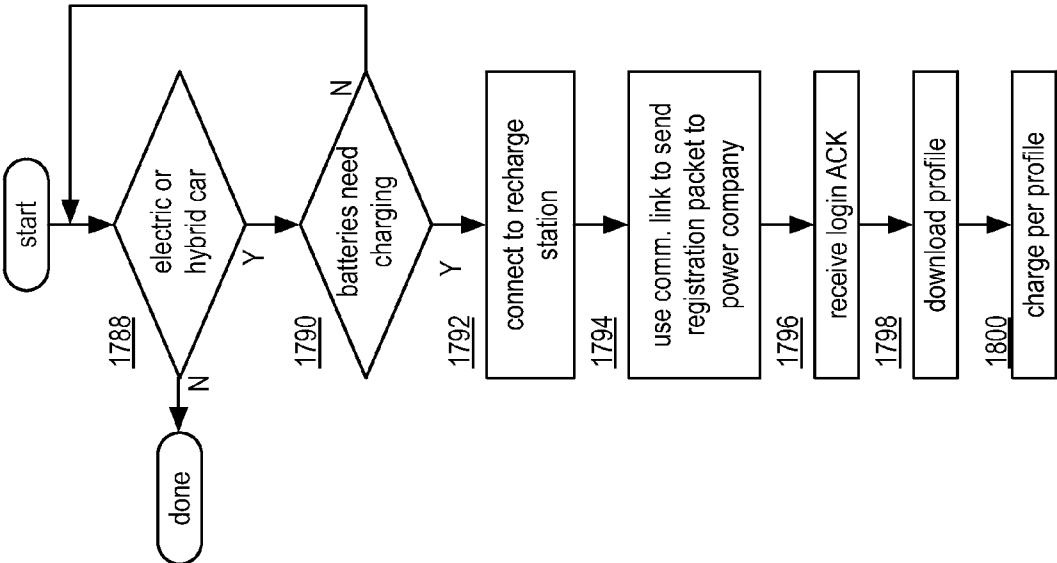 start
1788
electric or
hybrid car
N
Y
done
1790
batteries need
charging
N
Y
1792
connect to recharge
station
1794
use comm. link to send
registration packet to
power company
1796
receive login ACK
1798
download profile
1800
charge per profile